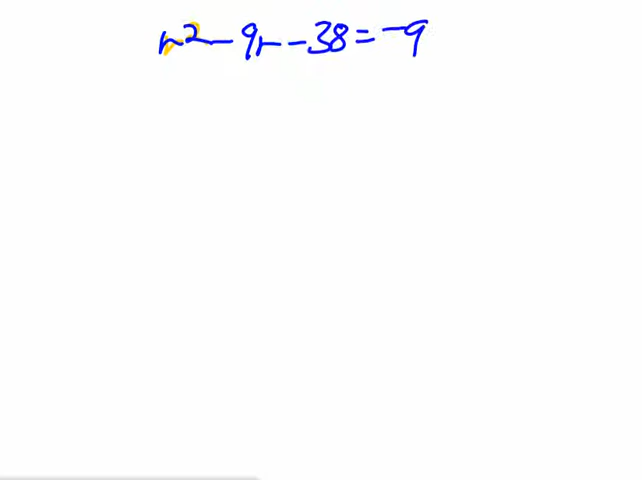 r² - 9r - 38 = -9